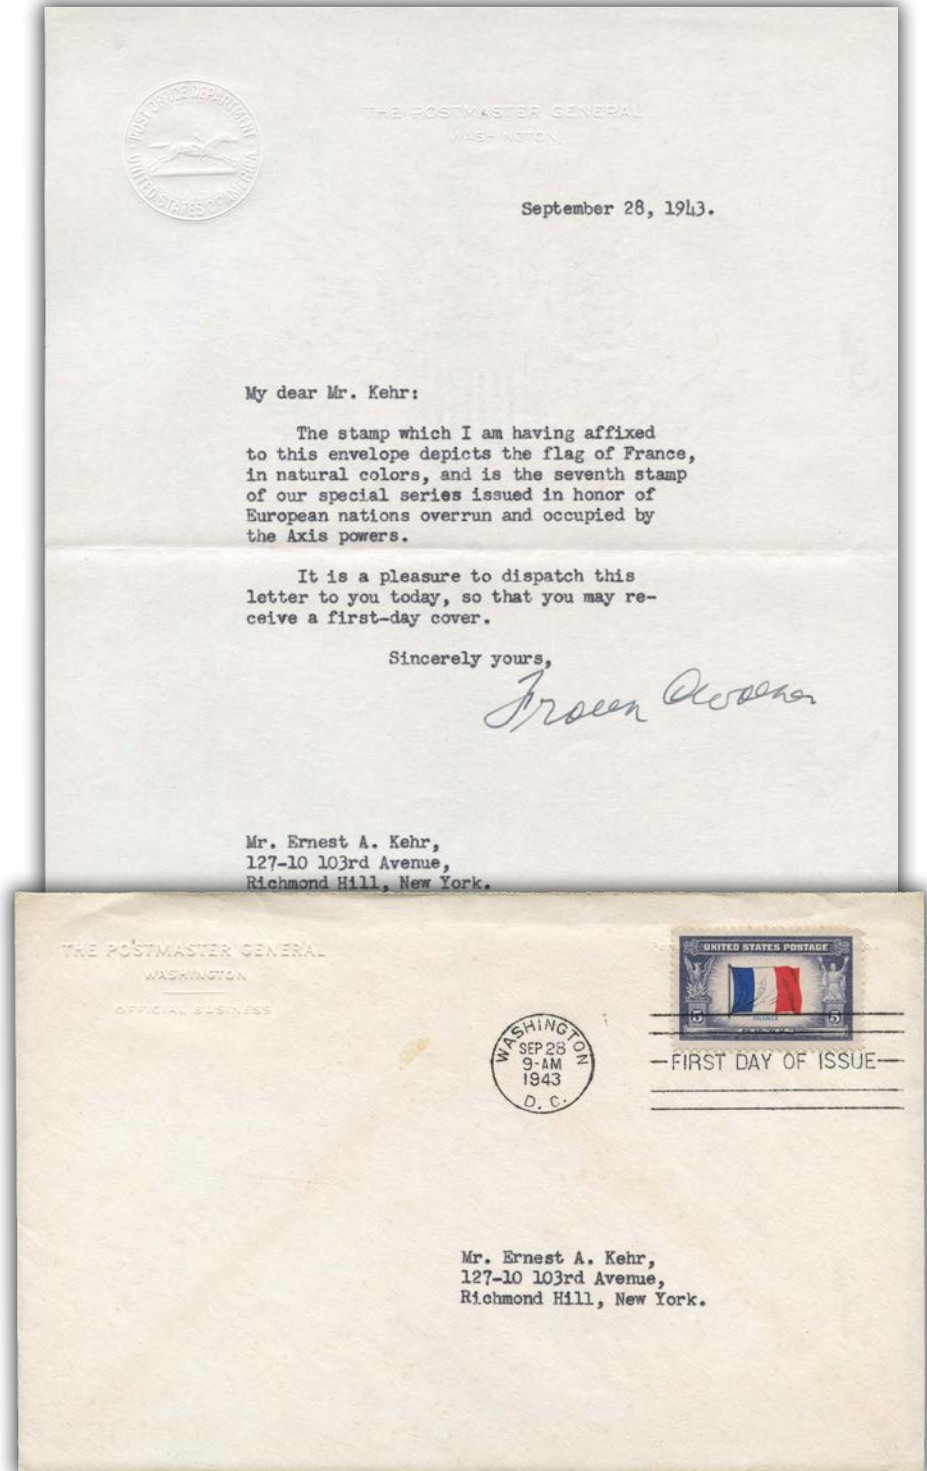 POST OFFICE DEPARTMENT
UNITED STATES OF AMERICA
THE POSTMASTER GENERAL
WASHINGTON
September 28, 1943.
My dear Mr. Kehr:
The stamp which I am having affixed
to this envelope depicts the flag of France,
in natural colors, and is the seventh stamp
of our special series issued in honor of
European nations overrun and occupied by
the Axis powers.
It is a pleasure to dispatch this
letter to you today, so that you may re-
ceive a first-day cover.
Sincerely yours,
Mr. Ernest A. Kehr,
127-10 103rd Avenue,
Richmond Hill, New York.
THE POSTMASTER GENERAL
WASHINGTON
OFFICIAL BUSINESS
UNITED STATES POSTAGE
FRANCE
5 5
WASHINGTON
SEP 28
9-AM
1943
D. C.
FIRST DAY OF ISSUE
Mr. Ernest A. Kehr,
127-10 103rd Avenue,
Richmond Hill, New York.